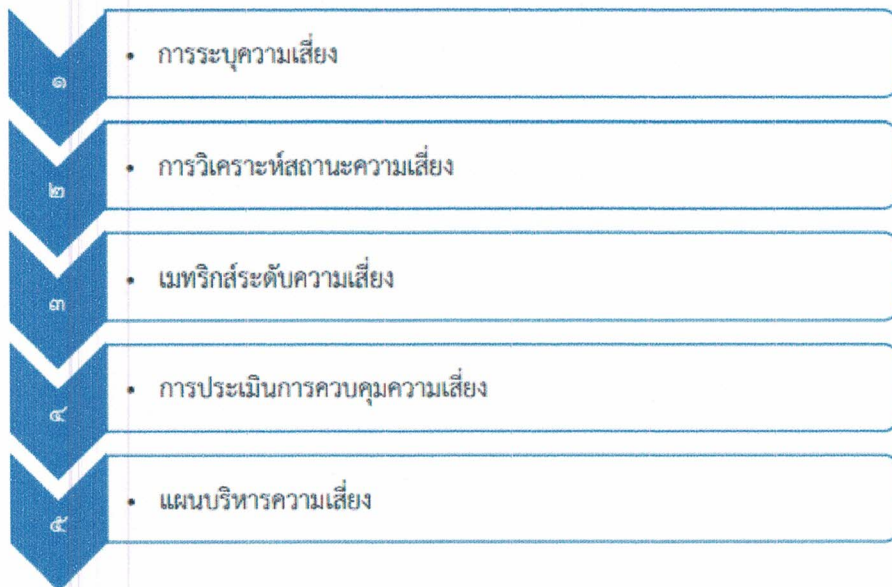 ๑
• การระบุความเสี่ยง
๒
• การวิเคราะห์สถานะความเสี่ยง
๓
• เมทริกส์ระดับความเสี่ยง
๔
• การประเมินการควบคุมความเสี่ยง
๕
• แผนบริหารความเสี่ยง